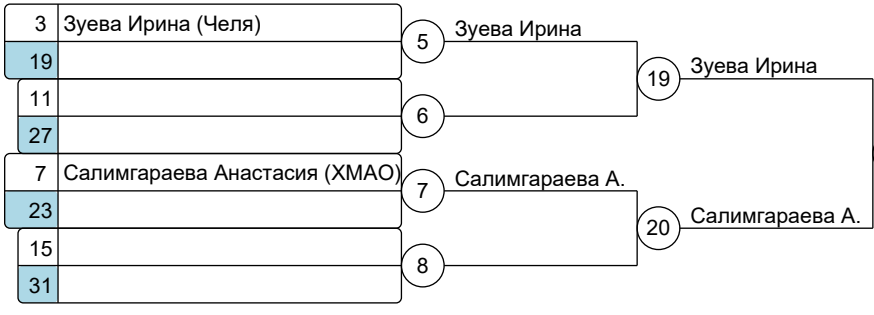 3 Зуева Ирина (Челя)
5 Зуева Ирина
19
19 Зуева Ирина
11
6
27
7 Салимгараева Анастасия (ХМАО)
7 Салимгараева А.
23
20 Салимгараева А.
15
8
31